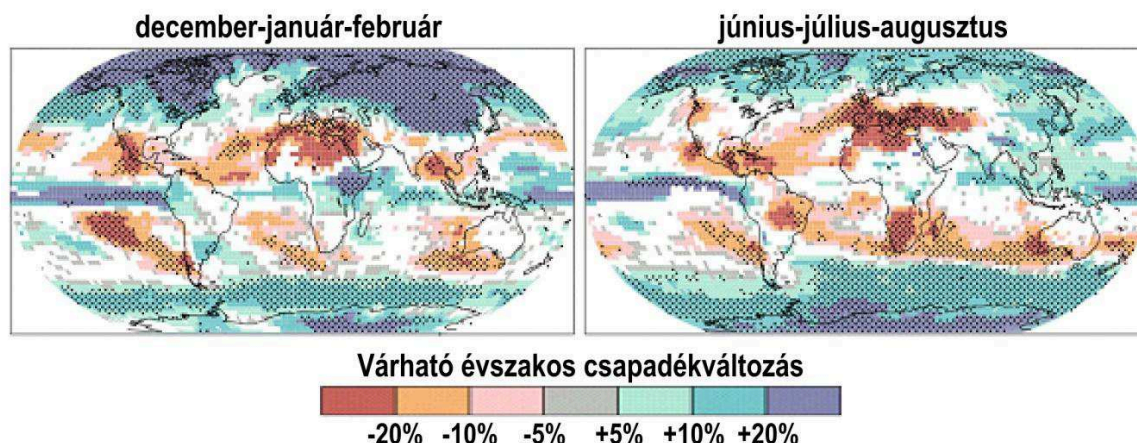 december-január-február
június-július-augusztus
Várható évszakos csapadékváltozás
-20% -10% -5% +5% +10% +20%